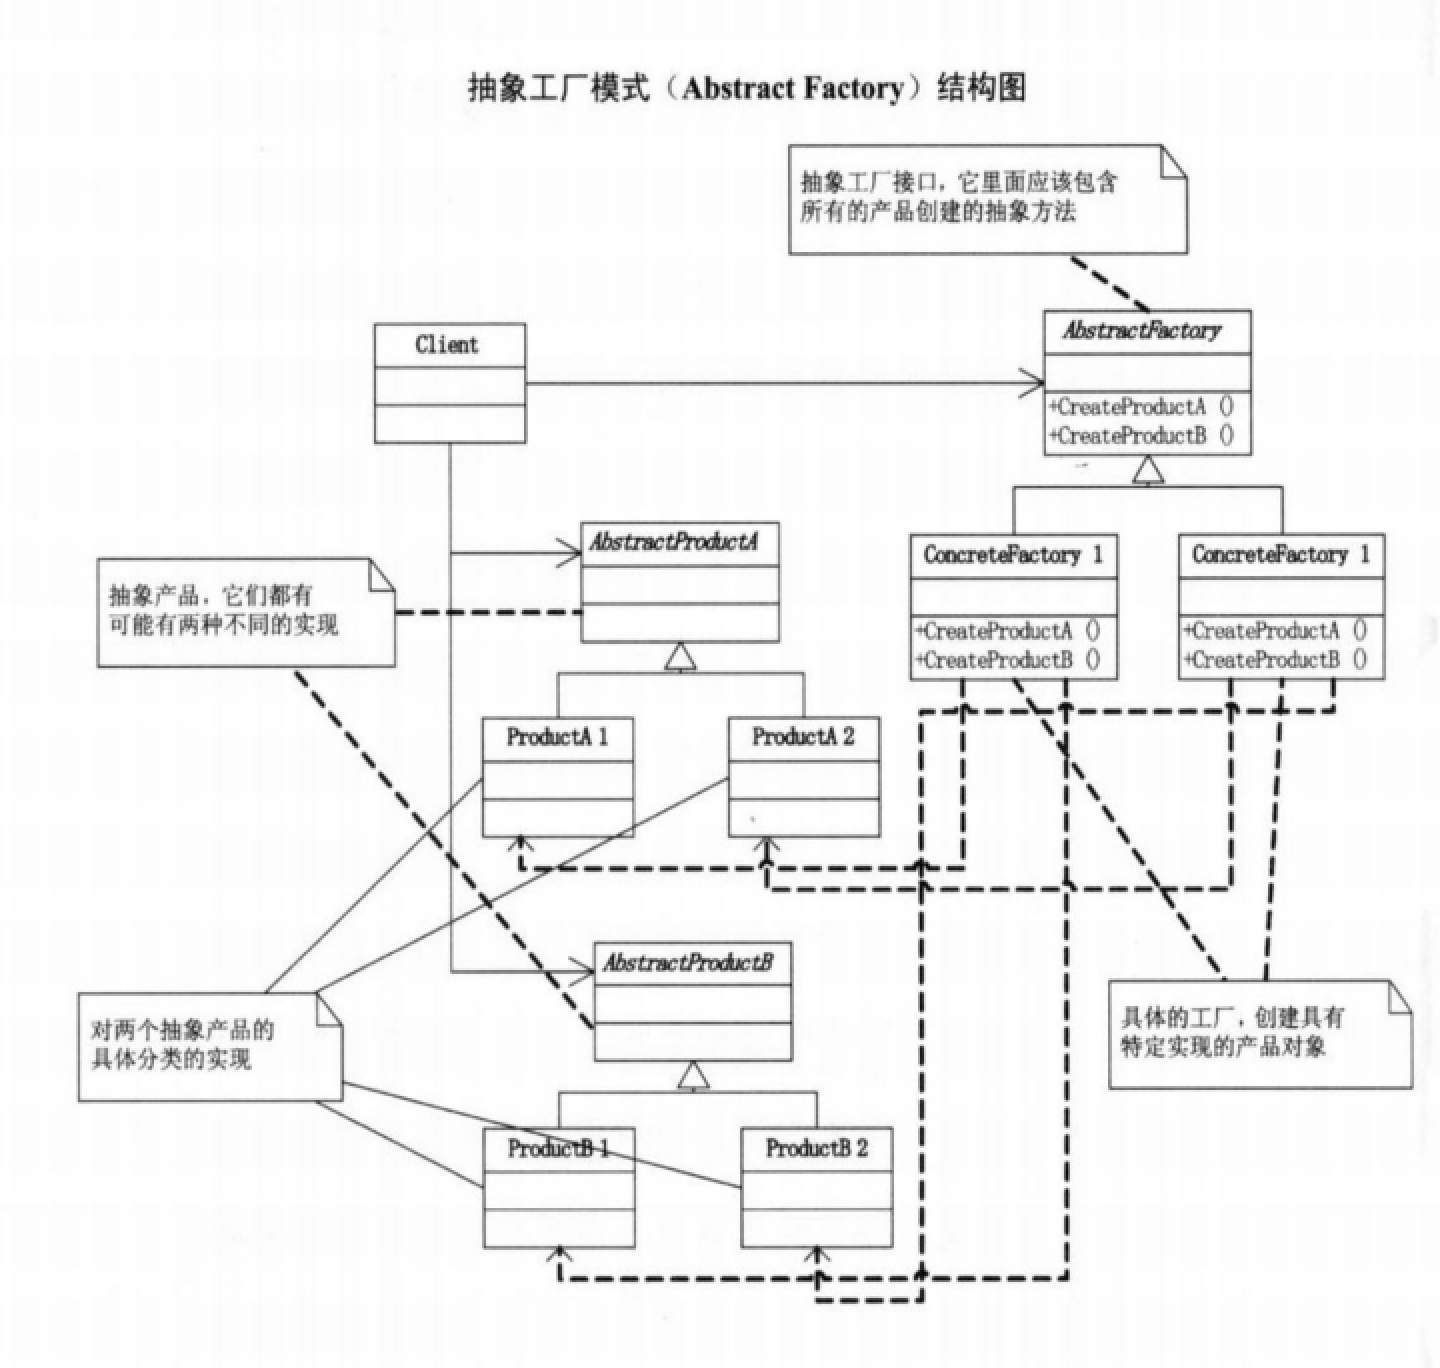 抽象工厂模式（Abstract Factory）结构图
抽象工厂接口，它里面应该包含
所有的产品创建的抽象方法
Client
AbstractFactory
+CreateProductA ()
+CreateProductB ()
AbstractProductA
ConcreteFactory 1
+CreateProductA ()
+CreateProductB ()
ConcreteFactory 1
+CreateProductA ()
+CreateProductB ()
抽象产品，它们都有
可能有两种不同的实现
ProductA 1
ProductA 2
AbstractProductB
对两个抽象产品的
具体分类的实现
具体的工厂，创建具有
特定实现的产品对象
ProductB 1
ProductB 2